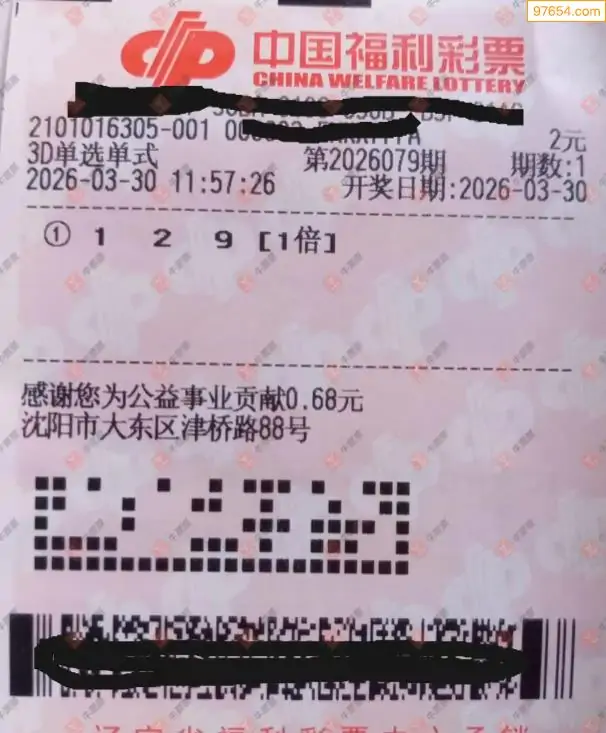 97654.com
中国福利彩票
CHINA WELFARE LOTTERY
2101016305-001
2元
3D单选单式 第2026079期 期数:1
2026-03-30 11:57:26 开奖日期:2026-03-30
① 1 2 9 [1倍]
感谢您为公益事业贡献0.68元
沈阳市大东区津桥路88号